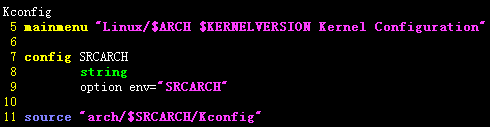 Kconfig
5 mainmenu "Linux/$ARCH $KERNELVERSION Kernel Configuration"
6
7 config SRCARCH
8 string
9 option env="SRCARCH"
10
11 source "arch/$SRCARCH/Kconfig"